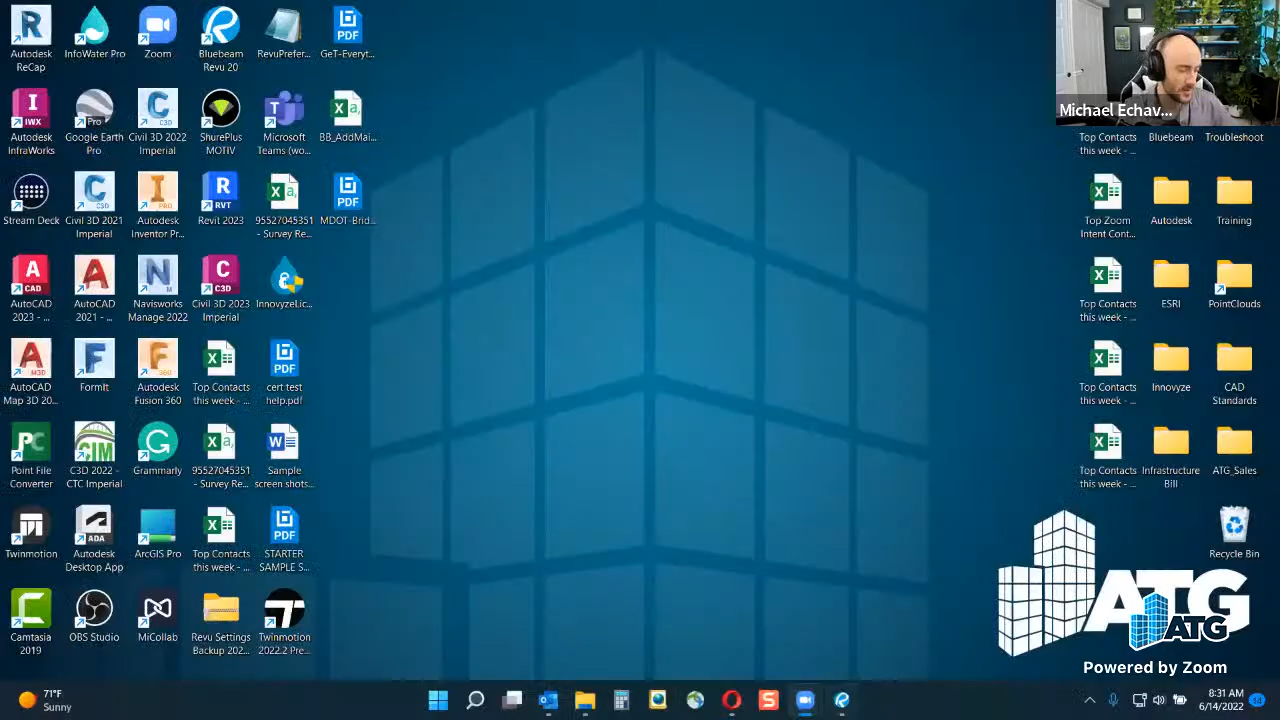 Autodesk
ReCap
InfoWater Pro
Zoom
Bluebeam
Revu 20
RevuPrefer...
GeT-Everyt...
Michael Echav...
Autodesk
InfraWorks
Google Earth
Pro
Civil 3D 2022
Imperial
ShurePlus
MOTIV
Microsoft
Teams (wo...
BB_AddMai...
Top Contacts
this week - ...
Bluebeam
Troubleshoot
Stream Deck
Civil 3D 2021
Imperial
Autodesk
Inventor Pr...
Revit 2023
95527045351
- Survey Re...
MDOT-Brid...
Top Zoom
Intent Cont...
Autodesk
Training
AutoCAD
2023 - ...
AutoCAD
2021 - ...
Navisworks
Manage 2022
Civil 3D 2023
Imperial
InnovyzeLic...
Top Contacts
this week - ...
ESRI
PointClouds
AutoCAD
Map 3D 20...
FormIt
Autodesk
Fusion 360
Top Contacts
this week - ...
cert test
help.pdf
Top Contacts
this week - ...
Innovyze
CAD
Standards
Point File
Converter
C3D 2022 -
CTC Imperial
Grammarly
95527045351
- Survey Re...
Sample
screen shots...
Top Contacts
this week - ...
Infrastructure
Bill
ATG_Sales
Twinmotion
Autodesk
Desktop App
ArcGIS Pro
Top Contacts
this week - ...
STARTER
SAMPLE S...
Recycle Bin
Camtasia
2019
OBS Studio
MiCollab
Revu Settings
Backup 202...
Twinmotion
2022.2 Pre...
ATG
ATG
Powered by Zoom
71°F
Sunny
8:31 AM
6/14/2022